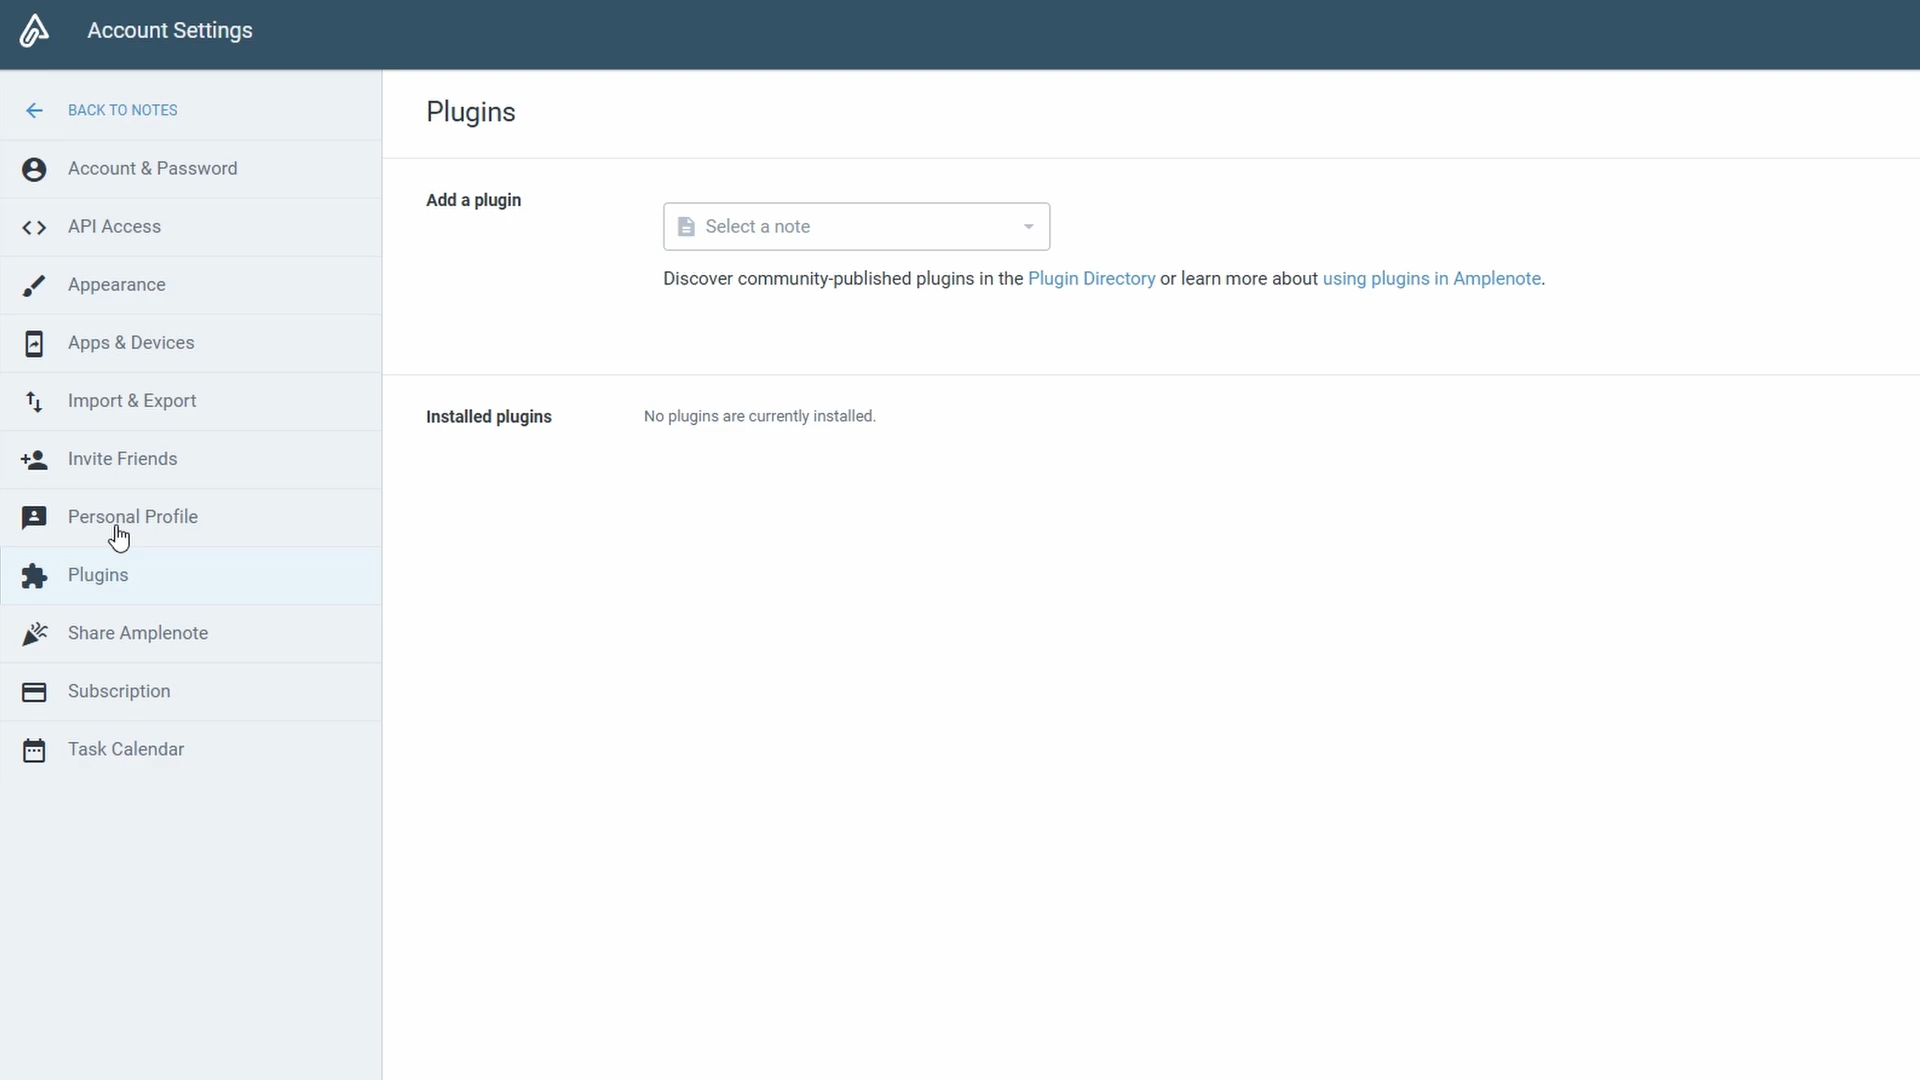 Account Settings
BACK TO NOTES
Account & Password
API Access
Appearance
Apps & Devices
Import & Export
Invite Friends
Personal Profile
Plugins
Share Amplenote
Subscription
Task Calendar
Plugins
Add a plugin
Select a note
Discover community-published plugins in the Plugin Directory or learn more about using plugins in Amplenote.
Installed plugins
No plugins are currently installed.